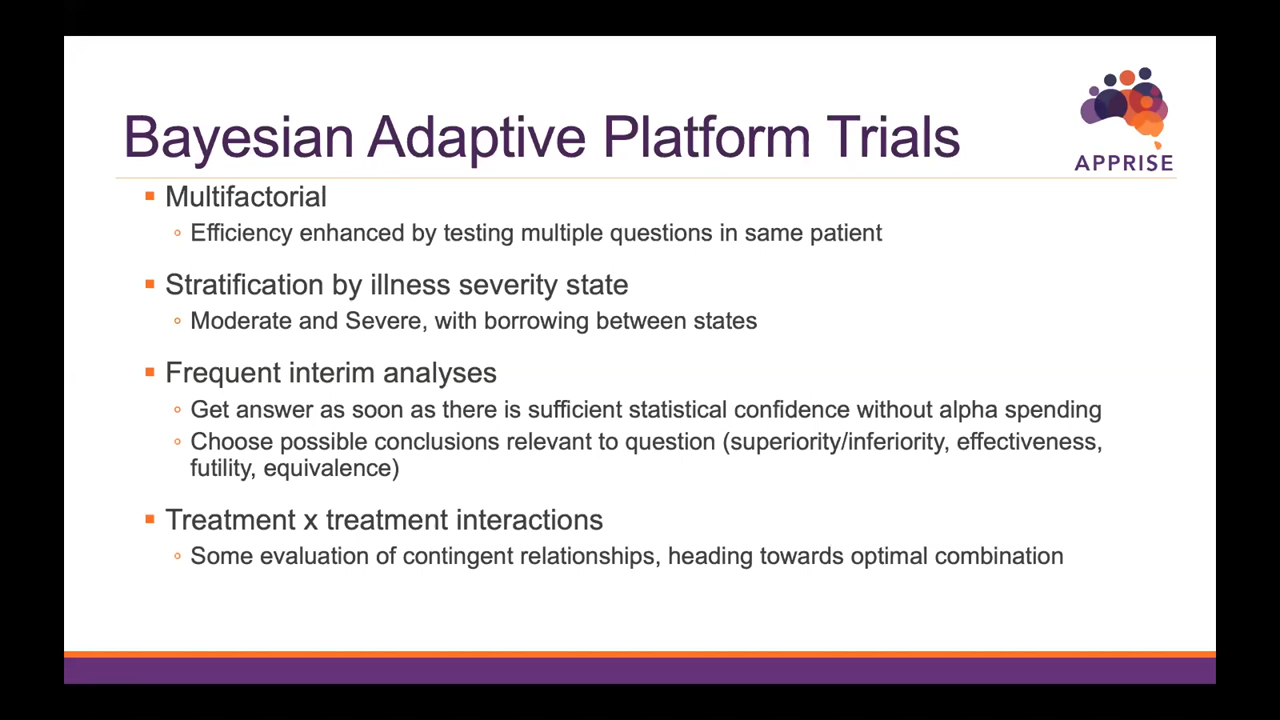 Bayesian Adaptive Platform Trials
APPRISE
Multifactorial
Efficiency enhanced by testing multiple questions in same patient
Stratification by illness severity state
Moderate and Severe, with borrowing between states
Frequent interim analyses
Get answer as soon as there is sufficient statistical confidence without alpha spending
Choose possible conclusions relevant to question (superiority/inferiority, effectiveness,
futility, equivalence)
Treatment x treatment interactions
Some evaluation of contingent relationships, heading towards optimal combination